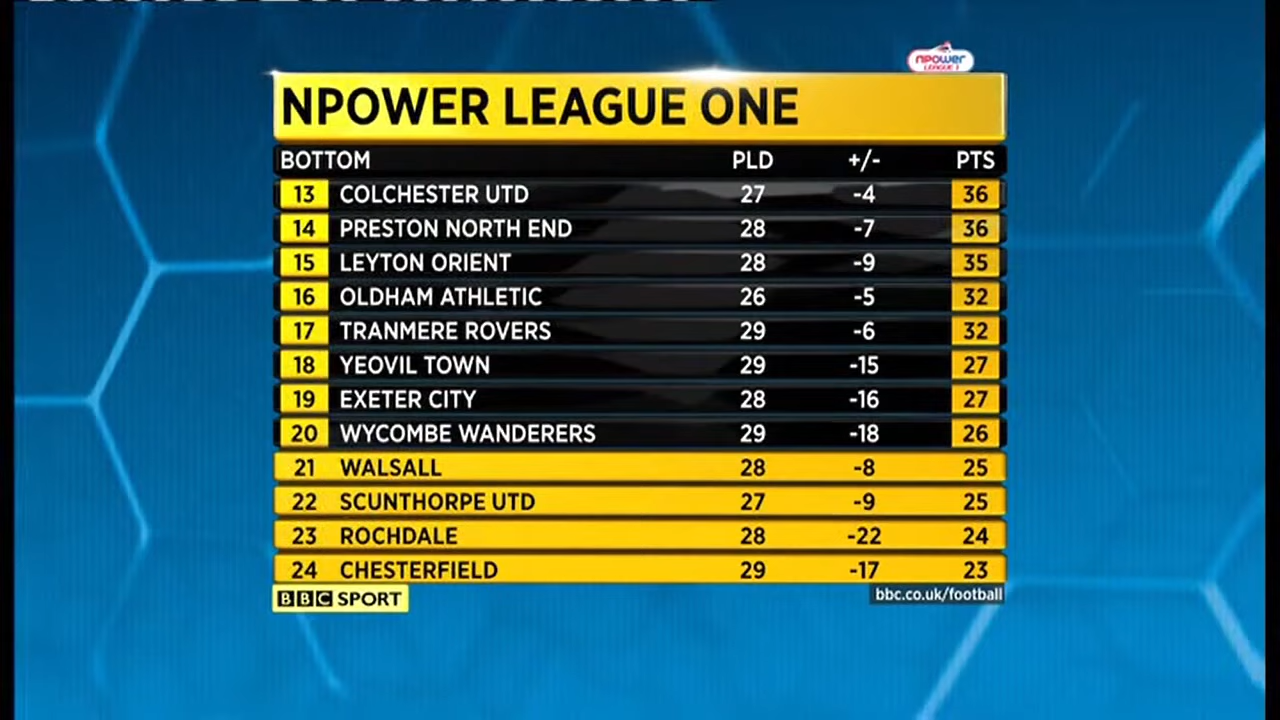 npower
LEAGUE 1
NPOWER LEAGUE ONE
BOTTOM PLD +/- PTS
13 COLCHESTER UTD 27 -4 36
14 PRESTON NORTH END 28 -7 36
15 LEYTON ORIENT 28 -9 35
16 OLDHAM ATHLETIC 26 -5 32
17 TRANMERE ROVERS 29 -6 32
18 YEOVIL TOWN 29 -15 27
19 EXETER CITY 28 -16 27
20 WYCOMBE WANDERERS 29 -18 26
21 WALSALL 28 -8 25
22 SCUNTHORPE UTD 27 -9 25
23 ROCHDALE 28 -22 24
24 CHESTERFIELD 29 -17 23
BBC SPORT bbc.co.uk/football